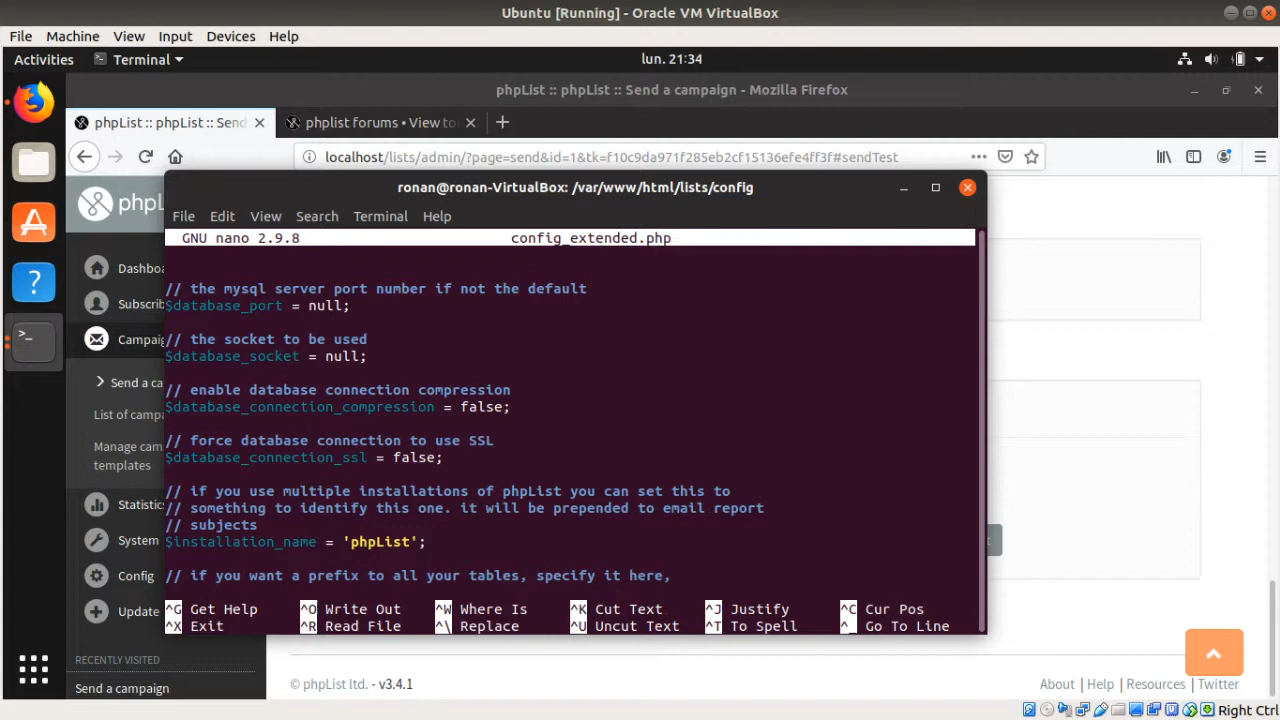 Ubuntu [Running] - Oracle VM VirtualBox
File Machine View Input Devices Help
Activities Terminal lun. 21:34
phpList :: phpList :: Send a campaign - Mozilla Firefox
phpList :: phpList :: Send phplist forums • View to
localhost/lists/admin/?page=send&id=1&tk=f10c9da971f285eb2cf15136efe4ff3f#sendTest
ronan@ronan-VirtualBox: /var/www/html/lists/config
File Edit View Search Terminal Help
GNU nano 2.9.8 config_extended.php
// the mysql server port number if not the default
$database_port = null;
// the socket to be used
$database_socket = null;
// enable database connection compression
$database_connection_compression = false;
// force database connection to use SSL
$database_connection_ssl = false;
// if you use multiple installations of phpList you can set this to
// something to identify this one. it will be prepended to email report
// subjects
$installation_name = 'phpList';
// if you want a prefix to all your tables, specify it here,
^G Get Help ^O Write Out ^W Where Is ^K Cut Text ^J Justify ^C Cur Pos
^X Exit ^R Read File ^\ Replace ^U Uncut Text ^T To Spell ^_ Go To Line
phpL
Dashboa
Subscrib
Campaig
Send a ca
List of campa
Manage cam
templates
Statistic
System
Config
Update
RECENTLY VISITED
Send a campaign
© phpList ltd. - v3.4.1
About | Help | Resources | Twitter
Right Ctrl